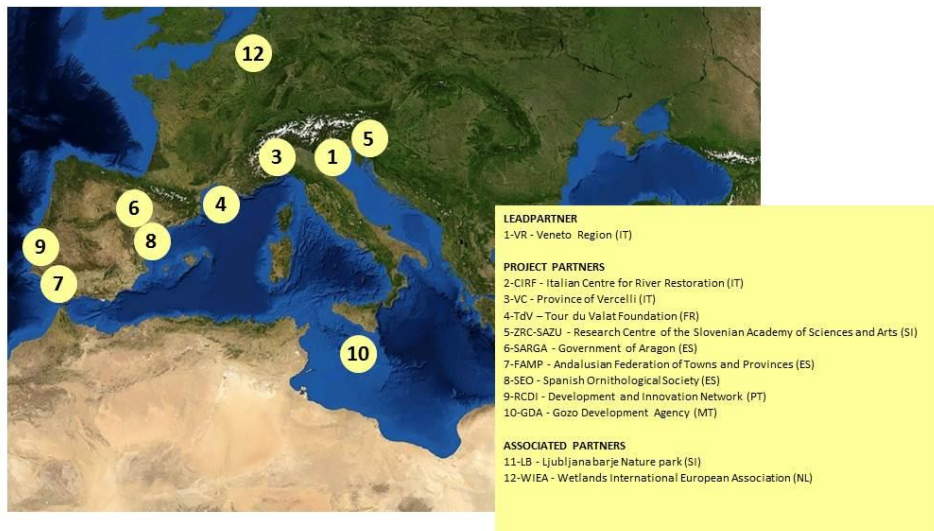 12
5
3
1
6
4
9
8
7
10
LEADPARTNER
1-VR - Veneto Region (IT)
PROJECT PARTNERS
2-CIRF - Italian Centre for River Restoration (IT)
3-VC - Province of Vercelli (IT)
4-TdV – Tour du Valat Foundation (FR)
5-ZRC-SAZU - Research Centre of the Slovenian Academy of Sciences and Arts (SI)
6-SARGA - Government of Aragon (ES)
7-FAMP - Andalusian Federation of Towns and Provinces (ES)
8-SEO - Spanish Ornithological Society (ES)
9-RCDI - Development and Innovation Network (PT)
10-GDA - Gozo Development Agency (MT)
ASSOCIATED PARTNERS
11-LB - Ljubljana barje Nature park (SI)
12-WIEA - Wetlands International European Association (NL)